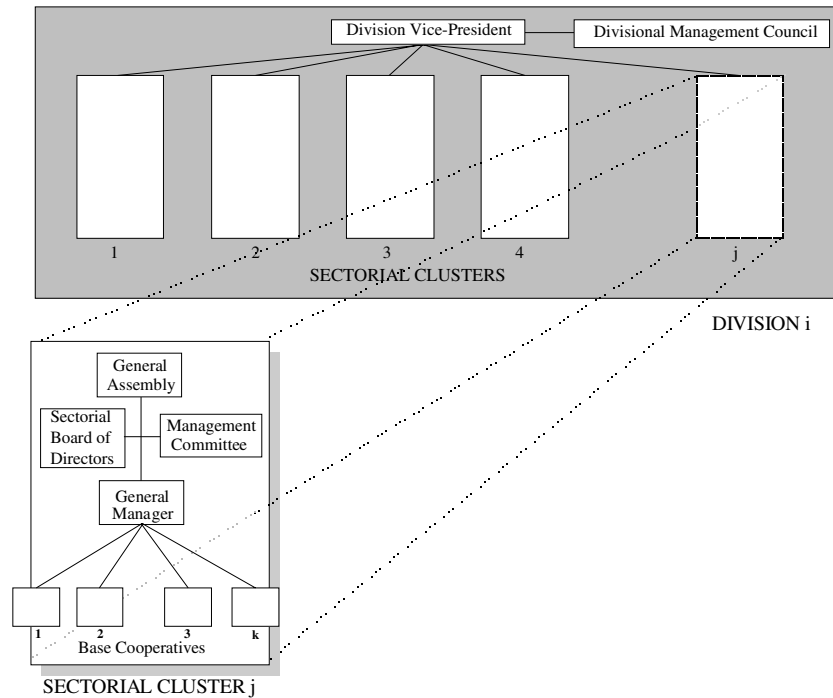 Division Vice-President
Divisional Management Council
1
2
3
4
j
SECTORIAL CLUSTERS
DIVISION i
General
Assembly
Sectorial
Board of
Directors
Management
Committee
General
Manager
1
2
3
k
Base Cooperatives
SECTORIAL CLUSTER j